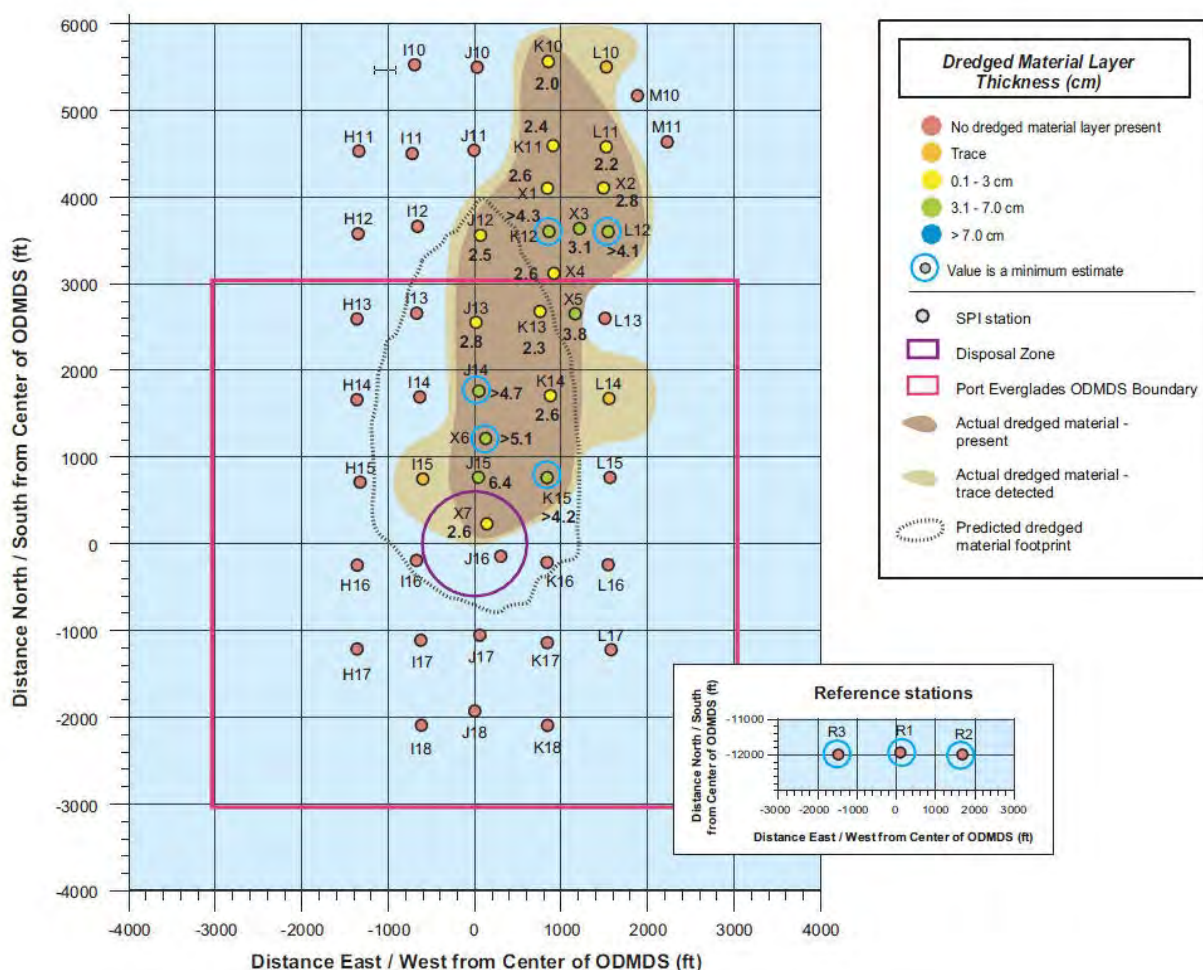 6000
5000
4000
3000
2000
1000
0
-1000
-2000
-3000
-4000
Distance North / South from Center of ODMDS (ft)
I10
J10
K10
L10
2.0
M10
H11
I11
J11
2.4
K11
L11
M11
2.2
2.6
X1
X2
2.8
H12
I12
J12
>4.3
K12
X3
L12
2.5
3.1
>4.1
2.6
X4
H13
I13
J13
K13
X5
L13
2.8
2.3
3.8
H14
I14
J14
>4.7
K14
L14
2.6
X6
>5.1
H15
I15
J15
6.4
K15
L15
>4.2
X7
2.6
H16
I16
J16
K16
L16
H17
I17
J17
K17
L17
I18
J18
K18
-4000
-3000
-2000
-1000
0
1000
2000
3000
4000
Distance East / West from Center of ODMDS (ft)
Dredged Material Layer
Thickness (cm)
No dredged material layer present
Trace
0.1 - 3 cm
3.1 - 7.0 cm
> 7.0 cm
Value is a minimum estimate
SPI station
Disposal Zone
Port Everglades ODMDS Boundary
Actual dredged material -
present
Actual dredged material -
trace detected
Predicted dredged
material footprint
Reference stations
Distance North / South
from Center of ODMDS (ft)
-11000
-12000
R3
R1
R2
-3000
-2000
-1000
0
1000
2000
3000
Distance East / West from Center of ODMDS (ft)